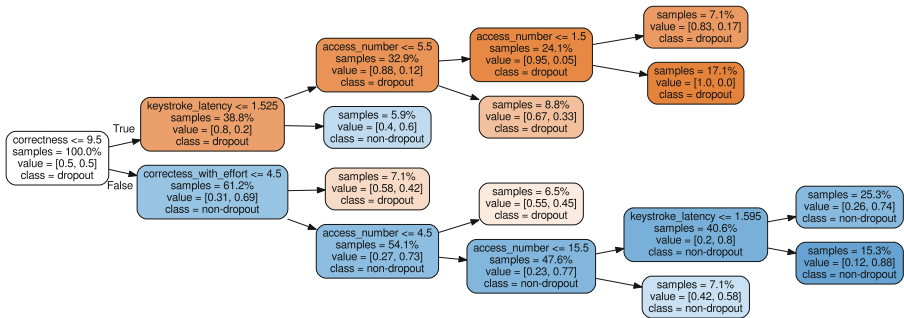 correctness <= 9.5
samples = 100.0%
value = [0.5, 0.5]
class = dropout
True
False
keystroke_latency <= 1.525
samples = 38.8%
value = [0.8, 0.2]
class = dropout
correctess_with_effort <= 4.5
samples = 61.2%
value = [0.31, 0.69]
class = non-dropout
access_number <= 5.5
samples = 32.9%
value = [0.88, 0.12]
class = dropout
samples = 5.9%
value = [0.4, 0.6]
class = non-dropout
samples = 7.1%
value = [0.58, 0.42]
class = dropout
access_number <= 4.5
samples = 54.1%
value = [0.27, 0.73]
class = non-dropout
access_number <= 1.5
samples = 24.1%
value = [0.95, 0.05]
class = dropout
samples = 8.8%
value = [0.67, 0.33]
class = dropout
samples = 6.5%
value = [0.55, 0.45]
class = dropout
access_number <= 15.5
samples = 47.6%
value = [0.23, 0.77]
class = non-dropout
samples = 7.1%
value = [0.83, 0.17]
class = dropout
samples = 17.1%
value = [1.0, 0.0]
class = dropout
keystroke_latency <= 1.595
samples = 40.6%
value = [0.2, 0.8]
class = non-dropout
samples = 7.1%
value = [0.42, 0.58]
class = non-dropout
samples = 25.3%
value = [0.26, 0.74]
class = non-dropout
samples = 15.3%
value = [0.12, 0.88]
class = non-dropout